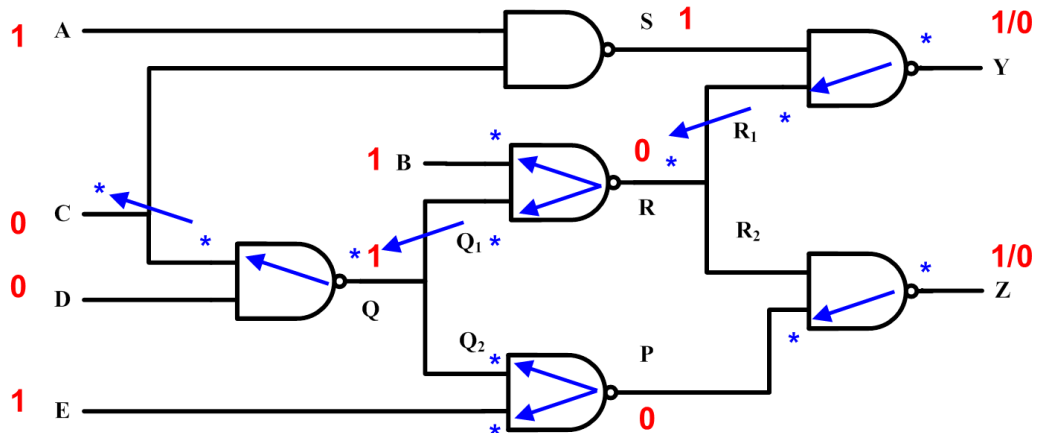 1 A S 1 1/0
* Y
* R₁
1 B * 0 *
* R
0 C * Q₁ * R₂
* * 1 * 1/0
0 D Q Z
Q₂ * P *
1 E * 0